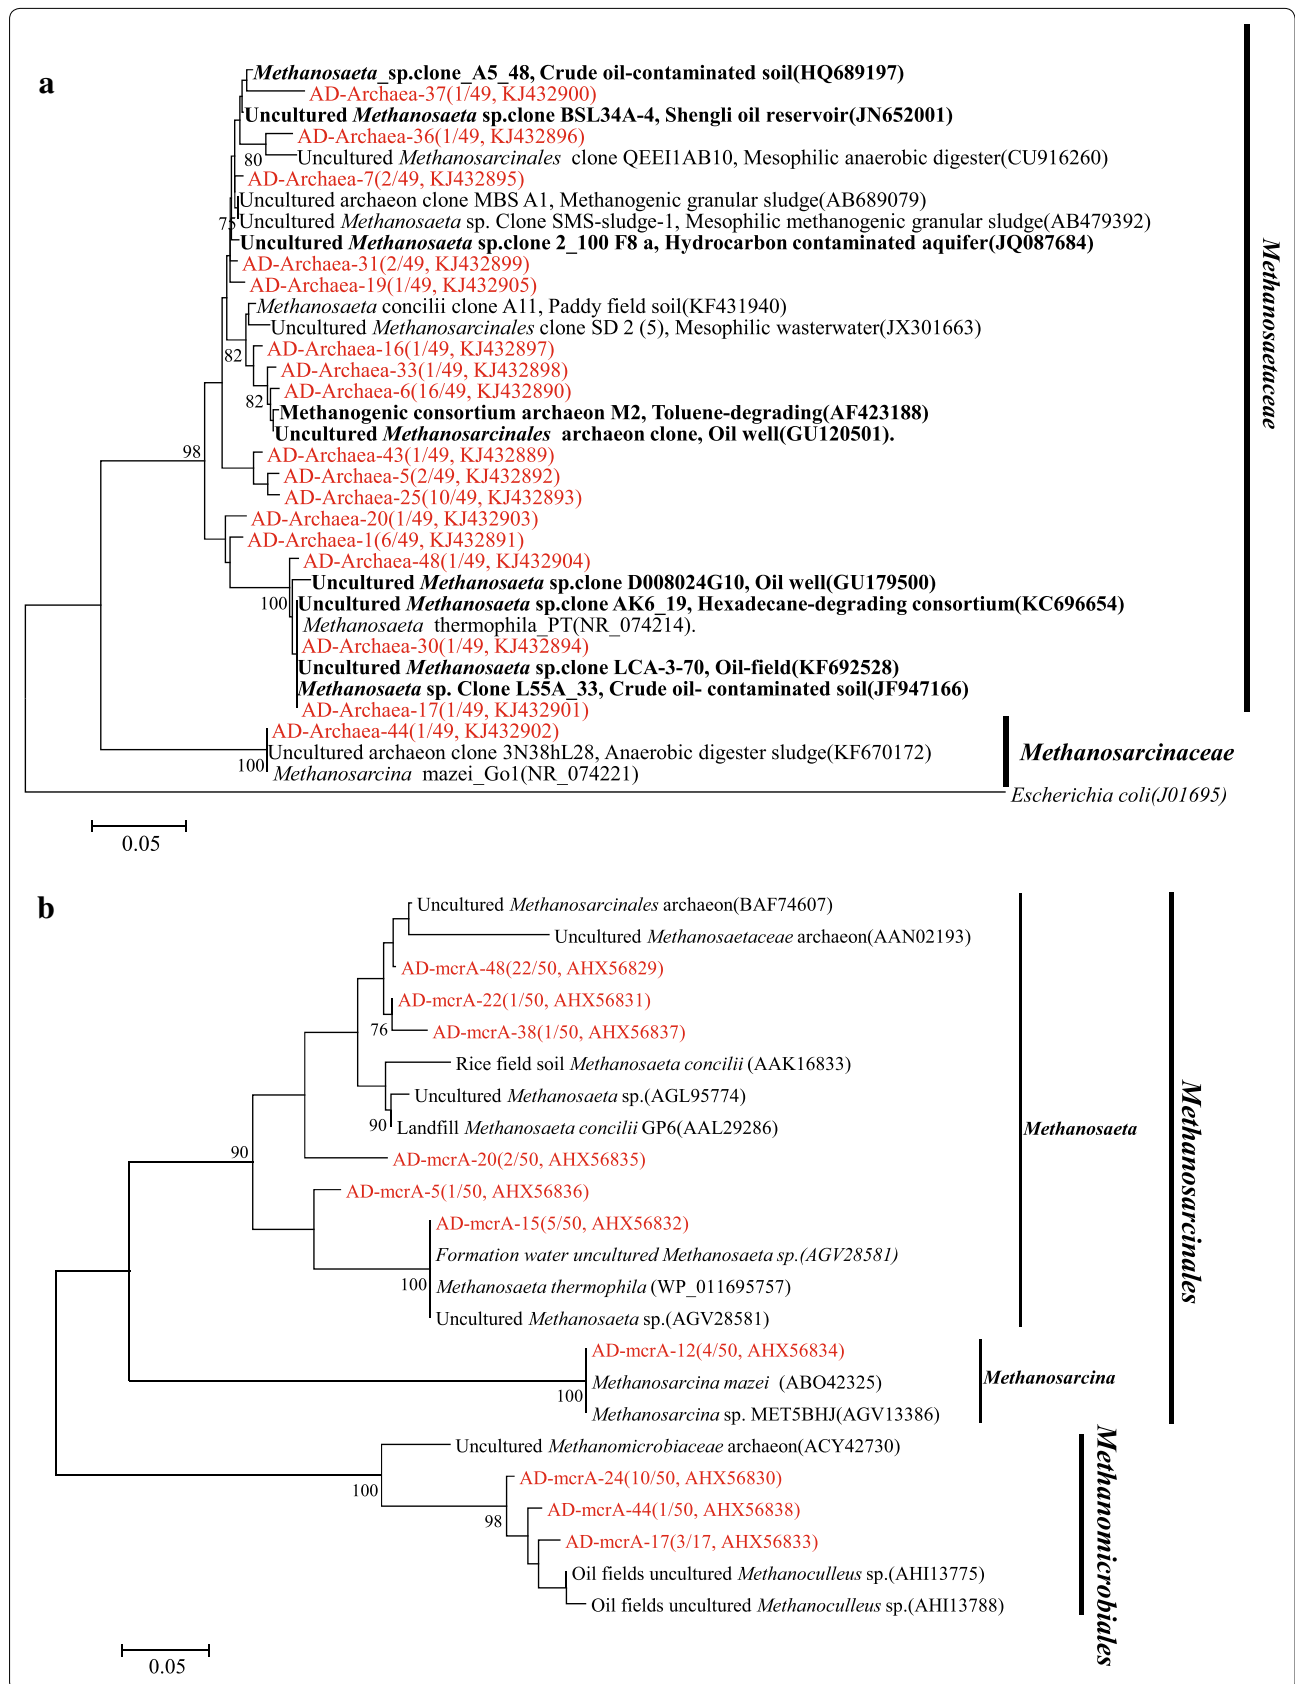 a
Methanosaeta_sp.clone_A5_48, Crude oil-contaminated soil(HQ689197)
AD-Archaea-37(1/49, KJ432900)
Uncultured Methanosaeta sp.clone BSL34A-4, Shengli oil reservoir(JN652001)
AD-Archaea-36(1/49, KJ432896)
80
Uncultured Methanosarcinales clone QEEI1AB10, Mesophilic anaerobic digester(CU916260)
AD-Archaea-7(2/49, KJ432895)
Uncultured archaeon clone MBS A1, Methanogenic granular sludge(AB689079)
75
Uncultured Methanosaeta sp. Clone SMS-sludge-1, Mesophilic methanogenic granular sludge(AB479392)
Uncultured Methanosaeta sp.clone 2_100 F8 a, Hydrocarbon contaminated aquifer(JQ087684)
AD-Archaea-31(2/49, KJ432899)
AD-Archaea-19(1/49, KJ432905)
Methanosaeta concilii clone A11, Paddy field soil(KF431940)
Uncultured Methanosarcinales clone SD 2 (5), Mesophilic wasterwater(JX301663)
82
AD-Archaea-16(1/49, KJ432897)
AD-Archaea-33(1/49, KJ432898)
AD-Archaea-6(16/49, KJ432890)
82
Methanogenic consortium archaeon M2, Toluene-degrading(AF423188)
Uncultured Methanosarcinales archaeon clone, Oil well(GU120501).
98
AD-Archaea-43(1/49, KJ432889)
AD-Archaea-5(2/49, KJ432892)
AD-Archaea-25(10/49, KJ432893)
AD-Archaea-20(1/49, KJ432903)
AD-Archaea-1(6/49, KJ432891)
AD-Archaea-48(1/49, KJ432904)
Uncultured Methanosaeta sp.clone D008024G10, Oil well(GU179500)
100
Uncultured Methanosaeta sp.clone AK6_19, Hexadecane-degrading consortium(KC696654)
Methanosaeta thermophila_PT(NR_074214).
AD-Archaea-30(1/49, KJ432894)
Uncultured Methanosaeta sp.clone LCA-3-70, Oil-field(KF692528)
Methanosaeta sp. Clone L55A_33, Crude oil- contaminated soil(JF947166)
AD-Archaea-17(1/49, KJ432901)
Methanosaetaceae
AD-Archaea-44(1/49, KJ432902)
Uncultured archaeon clone 3N38hL28, Anaerobic digester sludge(KF670172)
100
Methanosarcina mazei_Go1(NR_074221)
Methanosarcinaceae
Escherichia coli(J01695)
0.05
b
Uncultured Methanosarcinales archaeon(BAF74607)
Uncultured Methanosaetaceae archaeon(AAN02193)
AD-mcrA-48(22/50, AHX56829)
AD-mcrA-22(1/50, AHX56831)
76
AD-mcrA-38(1/50, AHX56837)
Rice field soil Methanosaeta concilii (AAK16833)
Uncultured Methanosaeta sp.(AGL95774)
90
Landfill Methanosaeta concilii GP6(AAL29286)
90
AD-mcrA-20(2/50, AHX56835)
AD-mcrA-5(1/50, AHX56836)
AD-mcrA-15(5/50, AHX56832)
Formation water uncultured Methanosaeta sp.(AGV28581)
100
Methanosaeta thermophila (WP_011695757)
Uncultured Methanosaeta sp.(AGV28581)
Methanosaeta
AD-mcrA-12(4/50, AHX56834)
Methanosarcina mazei (ABO42325)
100
Methanosarcina sp. MET5BHJ(AGV13386)
Methanosarcina
Methanosarcinales
Uncultured Methanomicrobiaceae archaeon(ACY42730)
100
AD-mcrA-24(10/50, AHX56830)
AD-mcrA-44(1/50, AHX56838)
98
AD-mcrA-17(3/17, AHX56833)
Oil fields uncultured Methanoculleus sp.(AHI13775)
Oil fields uncultured Methanoculleus sp.(AHI13788)
Methanomicrobiales
0.05